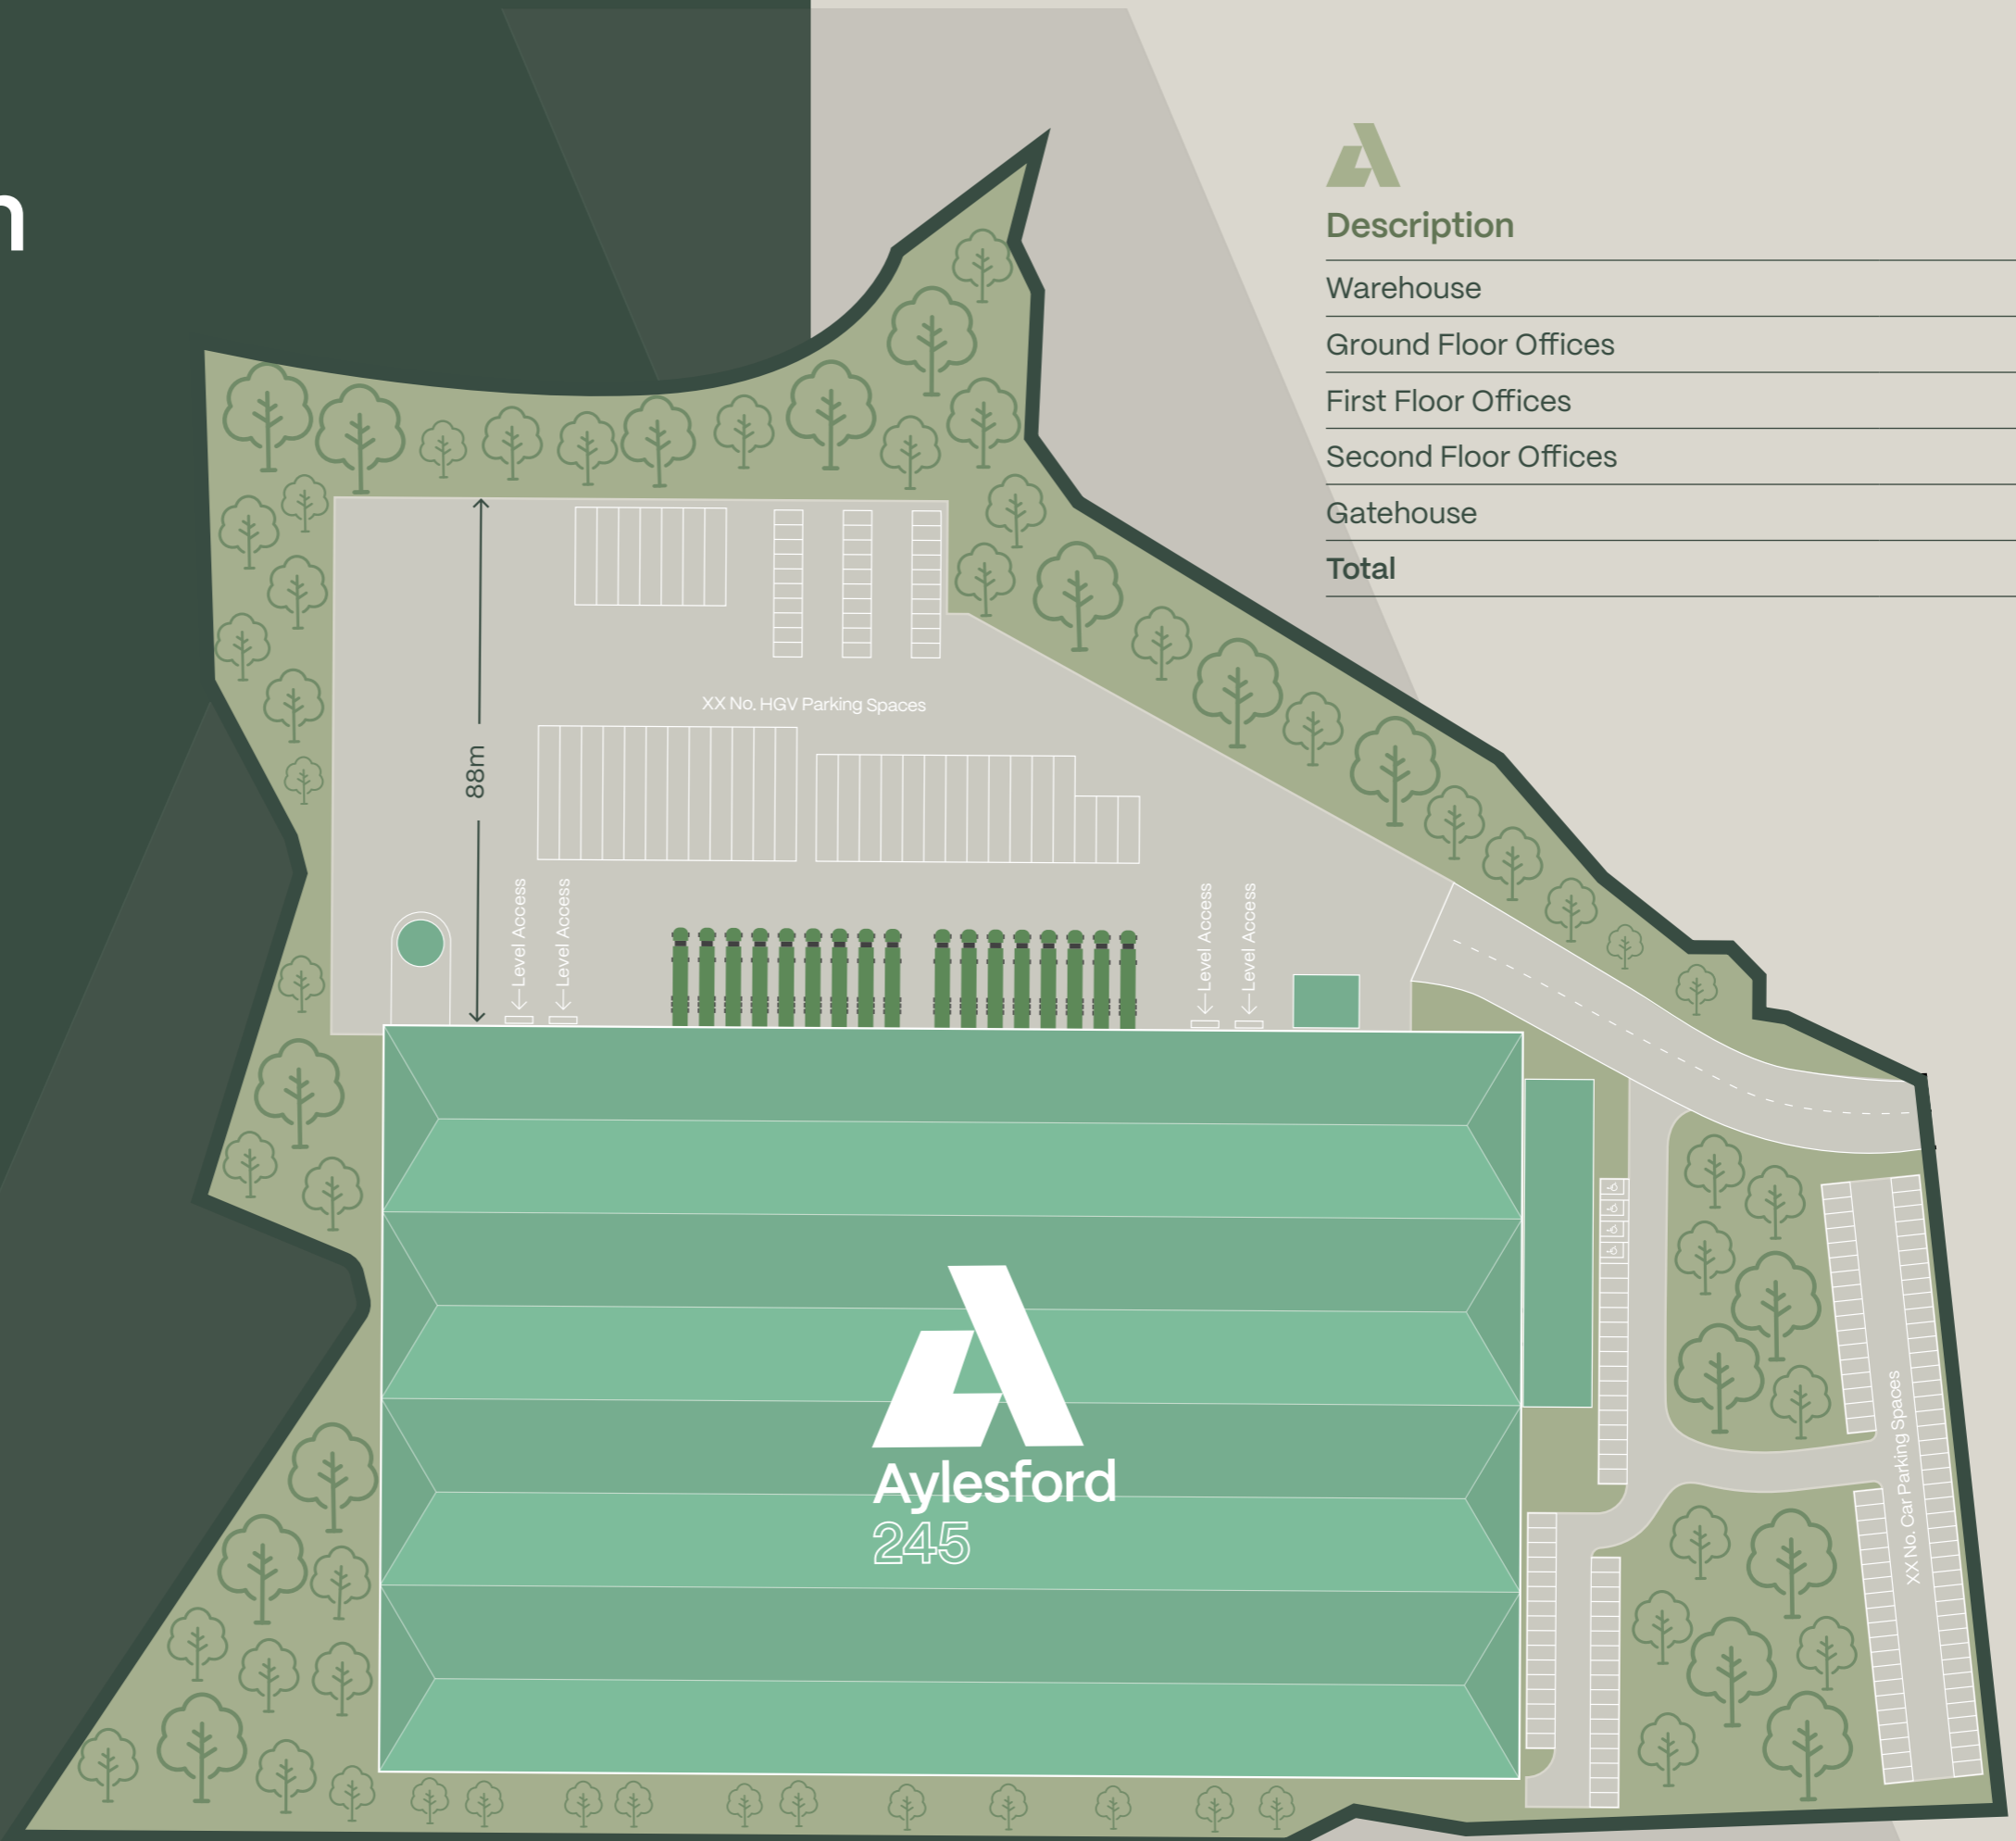 n
Description
Warehouse
Ground Floor Offices
First Floor Offices
Second Floor Offices
Gatehouse
Total
XX No. HGV Parking Spaces
88m
Level Access
Level Access
Level Access
Level Access
XX No. Car Parking Spaces
Aylesford
245